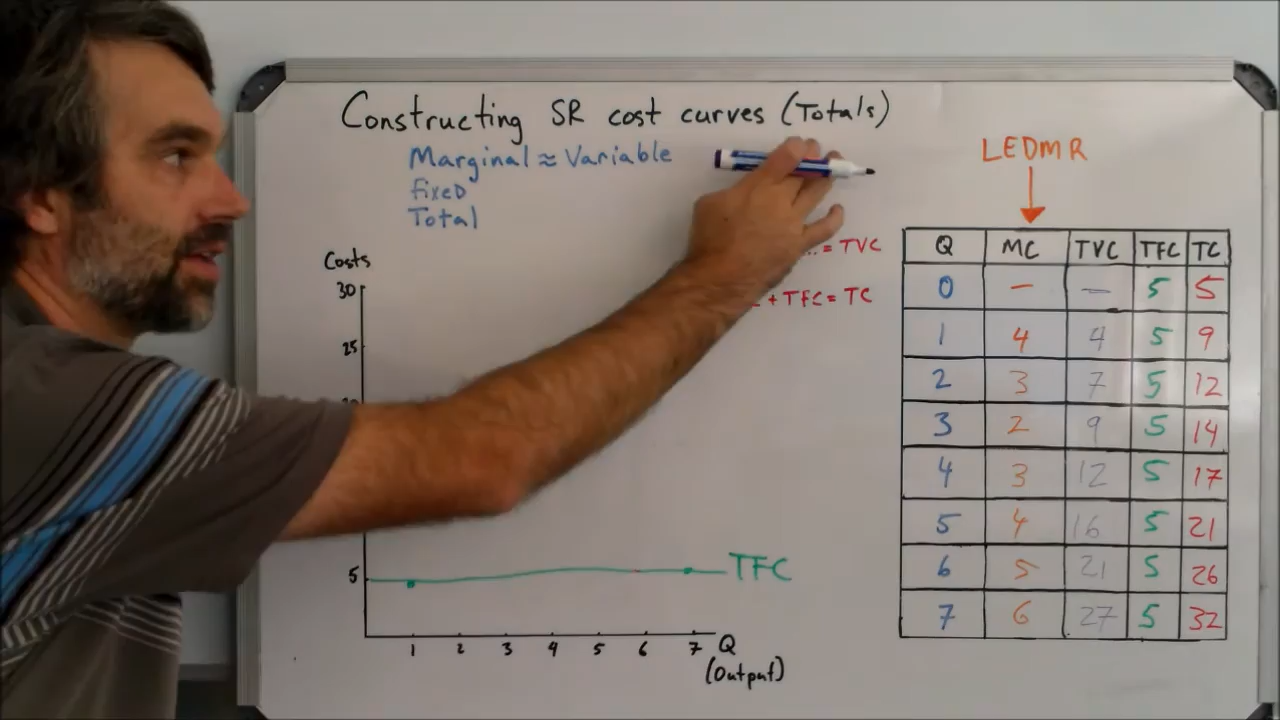 Constructing SR cost curves (Totals)
Marginal ≈ Variable
fixed
Total
LEDMR
... = TVC
+ TFC = TC
Costs
30
25
5
TFC
1 2 3 4 5 6 7 Q
(Output)
Q MC TVC TFC TC
0 – – 5 5
1 4 4 5 9
2 3 7 5 12
3 2 9 5 14
4 3 12 5 17
5 4 16 5 21
6 5 21 5 26
7 6 27 5 32